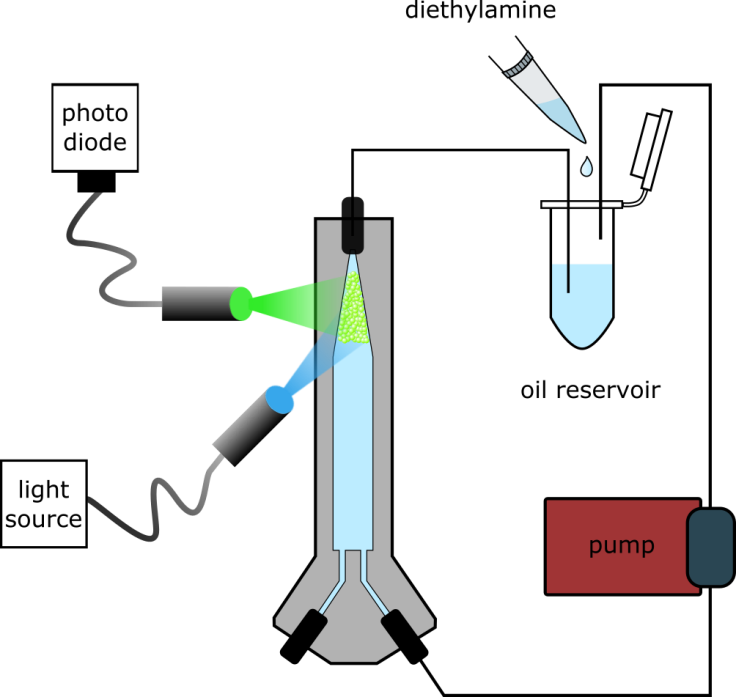 diethylamine
photo
diode
oil reservoir
light
source
pump